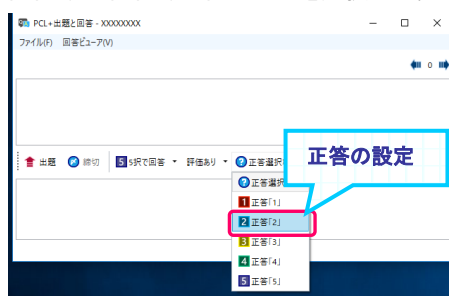 PCL+出題と回答 - XXXXXXXX
ファイル(F) 回答ビューア(V)
0
出題 締切 5 5択で回答 評価あり ? 正答選択
正答の設定
? 正答選択
1 正答「1」
2 正答「2」
3 正答「3」
4 正答「4」
5 正答「5」